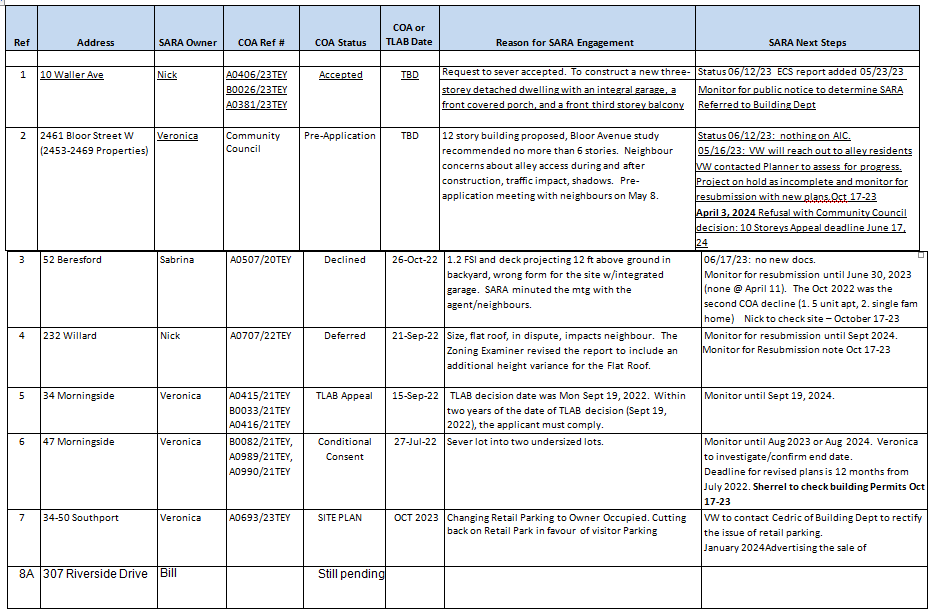 Ref Address SARA Owner COA Ref # COA Status COA or TLAB Date Reason for SARA Engagement SARA Next Steps
1 10 Waller Ave Nick A0406/23TEY Accepted TBD Request to sever accepted. To construct a new three- Status 06/12/23 ECS report added 05/23/23
B0026/23TEY storey detached dwelling with an integral garage, a Monitor for public notice to determine SARA
A0381/23TEY front covered porch, and a front third storey balcony Referred to Building Dept
2 2461 Bloor Street W Veronica Community Pre-Application TBD 12 story building proposed, Bloor Avenue study Status 06/12/23: nothing on AIC.
(2453-2469 Properties) Council recommended no more than 6 stories. Neighbour 05/16/23: VW will reach out to alley residents
concerns about alley access during and after VW contacted Planner to assess for progress.
construction, traffic impact, shadows. Pre- Project on hold as incomplete and monitor for
application meeting with neighbours on May 8. resubmission with new plans,Oct 17-23
April 3, 2024 Refusal with Community Council
decision: 10 Storeys Appeal deadline June 17,
24
3 52 Beresford Sabrina A0507/20TEY Declined 26-Oct-22 1.2 FSI and deck projecting 12 ft above ground in 06/17/23: no new docs.
backyard, wrong form for the site w/integrated Monitor for resubmission until June 30, 2023
garage. SARA minuted the mtg with the (none @ April 11). The Oct 2022 was the
agent/neighbours. second COA decline (1. 5 unit apt, 2. single fam
home) Nick to check site – October 17-23
4 232 Willard Nick A0707/22TEY Deferred 21-Sep-22 Size, flat roof, in dispute, impacts neighbour. The Monitor for resubmission until Sept 2024.
Zoning Examiner revised the report to include an Monitor for Resubmission note Oct 17-23
additional height variance for the Flat Roof.
5 34 Morningside Veronica A0415/21TEY TLAB Appeal 15-Sep-22 TLAB decision date was Mon Sept 19, 2022. Within Monitor until Sept 19, 2024.
B0033/21TEY two years of the date of TLAB decision (Sept 19,
A0416/21TEY 2022), the applicant must comply.
6 47 Morningside Veronica B0082/21TEY, Conditional 27-Jul-22 Sever lot into two undersized lots. Monitor until Aug 2023 or Aug 2024. Veronica
A0989/21TEY, Consent to investigate/confirm end date.
A0990/21TEY Deadline for revised plans is 12 months from
July 2022. Sherrel to check building Permits Oct
17-23
7 34-50 Southport Veronica A0693/23TEY SITE PLAN OCT 2023 Changing Retail Parking to Owner Occupied. Cutting VW to contact Cedric of Building Dept to rectify
back on Retail Park in favour of visitor Parking the issue of retail parking.
January 2024Advertising the sale of
8A 307 Riverside Drive Bill Still pending